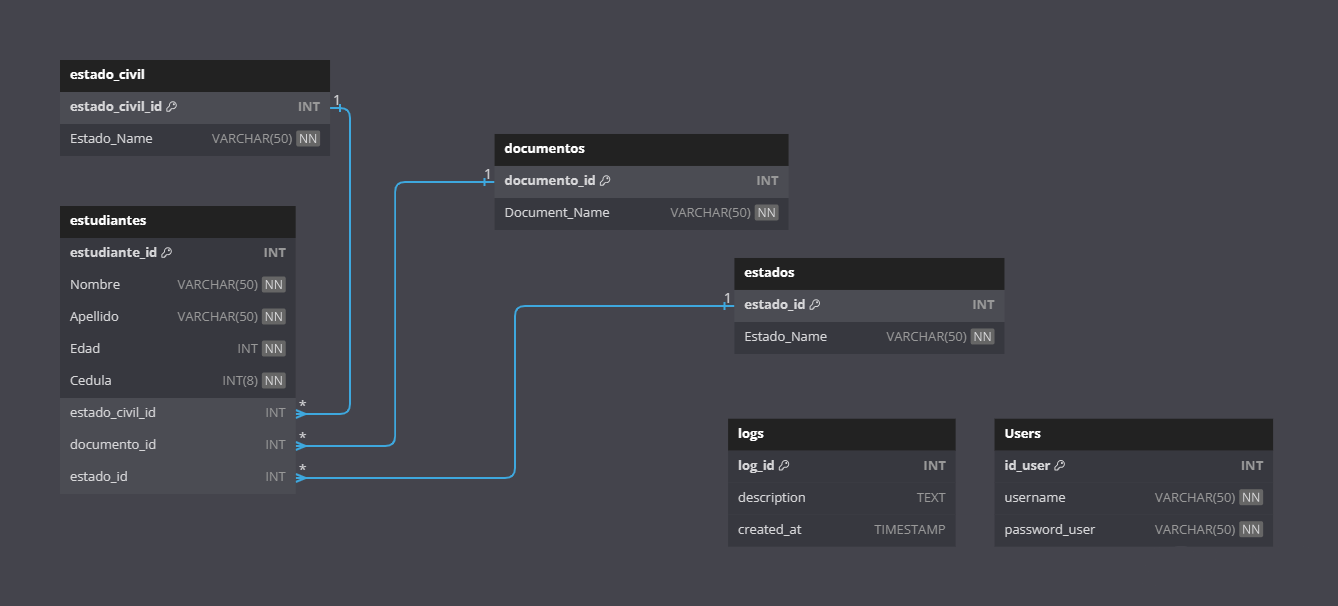 estado_civil
estado_civil_id INT 1
Estado_Name VARCHAR(50) NN
estudiantes
estudiante_id INT
Nombre VARCHAR(50) NN
Apellido VARCHAR(50) NN
Edad INT NN
Cedula INT(8) NN
estado_civil_id INT *
documento_id INT *
estado_id INT *
documentos
1 documento_id INT
Document_Name VARCHAR(50) NN
estados
1 estado_id INT
Estado_Name VARCHAR(50) NN
logs
log_id INT
description TEXT
created_at TIMESTAMP
Users
id_user INT
username VARCHAR(50) NN
password_user VARCHAR(50) NN